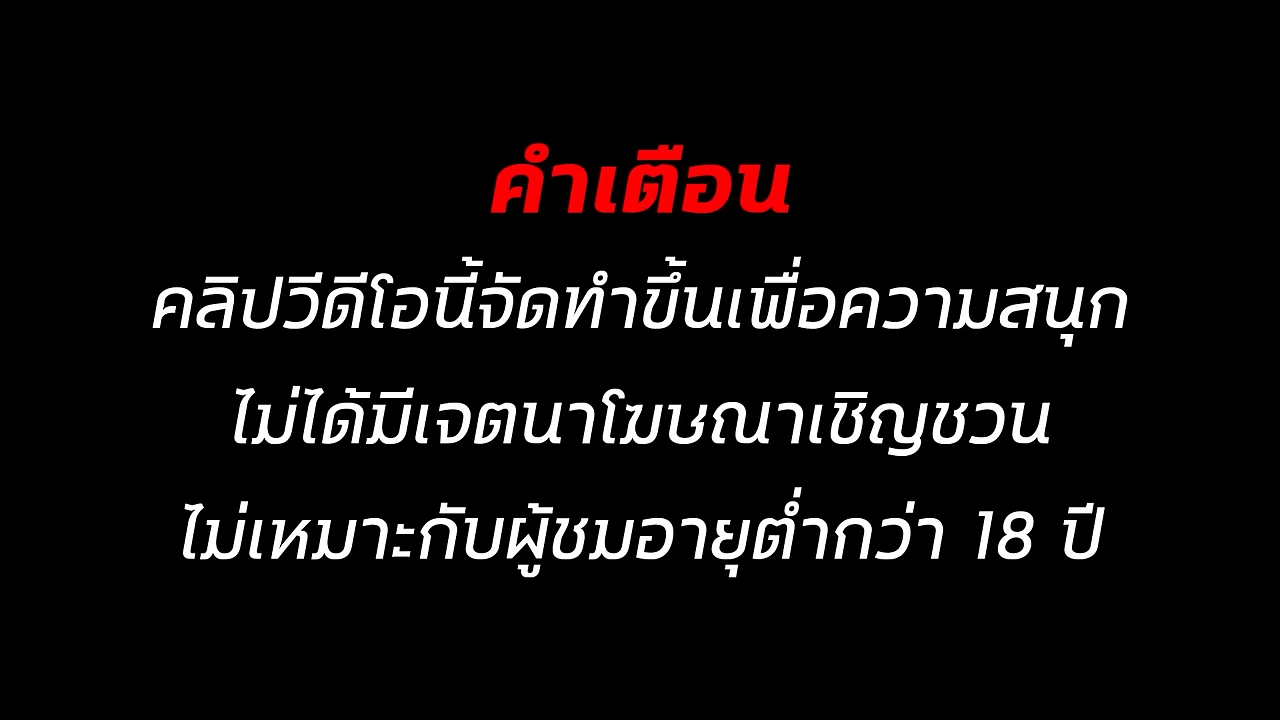 คำเตือน
คลิปวีดีโอนี้จัดทำขึ้นเพื่อความสนุก
ไม่ได้มีเจตนาโฆษณาเชิญชวน
ไม่เหมาะกับผู้ชมอายุต่ำกว่า 18 ปี